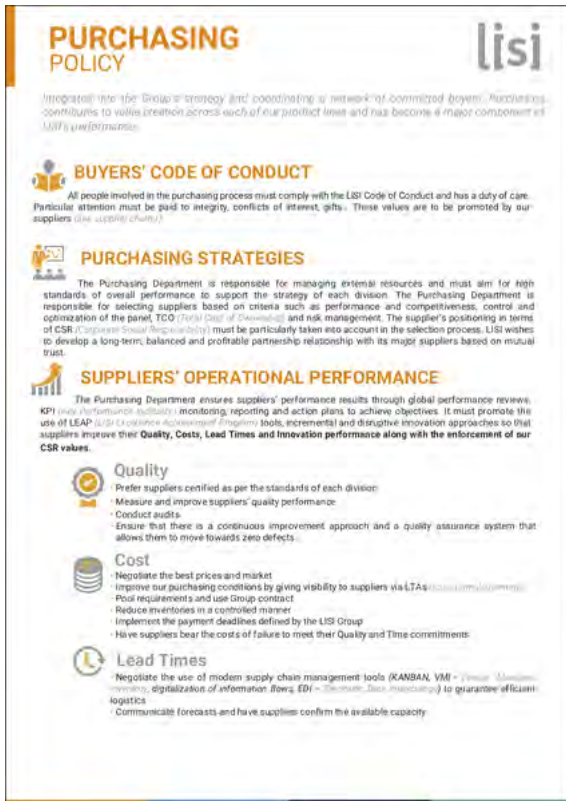 PURCHASING
POLICY
lisi
Integrated into the Group's strategy and coordinating a network of committed buyers, Purchasing
contributes to value creation across each of our product lines and has become a major component of
LISI's performance.
BUYERS' CODE OF CONDUCT
All people involved in the purchasing process must comply with the LISI Code of Conduct and has a duty of care.
Particular attention must be paid to integrity, conflicts of interest, gifts... These values are to be promoted by our
suppliers (see supplier charter)
PURCHASING STRATEGIES
The Purchasing Department is responsible for managing external resources and must aim for high
standards of overall performance to support the strategy of each division. The Purchasing Department is
responsible for selecting suppliers based on criteria such as performance and competitiveness, control and
optimization of the panel, TCO (Total Cost of Ownership) and risk management. The supplier's positioning in terms
of CSR (Corporate Social Responsibility) must be particularly taken into account in the selection process. LISI wishes
to develop a long-term, balanced and profitable partnership relationship with its major suppliers based on mutual
trust.
SUPPLIERS' OPERATIONAL PERFORMANCE
The Purchasing Department ensures suppliers' performance results through global performance reviews,
KPI (Key Performance Indicator) monitoring, reporting and action plans to achieve objectives. It must promote the
use of LEAP (LISI Excellence Achievement Program) tools, incremental and disruptive innovation approaches so that
suppliers improve their Quality, Costs, Lead Times and Innovation performance along with the enforcement of our
CSR values.
Quality
· Prefer suppliers certified as per the standards of each division
· Measure and improve suppliers' quality performance
· Conduct audits
· Ensure that there is a continuous improvement approach and a quality assurance system that
allows them to move towards zero defects
Cost
· Negotiate the best prices and market
· Improve our purchasing conditions by giving visibility to suppliers via LTAs
· Pool requirements and use Group contract
· Reduce inventories in a controlled manner
· Implement the payment deadlines defined by the LISI Group
· Have suppliers bear the costs of failure to meet their Quality and Time commitments
Lead Times
· Negotiate the use of modern supply chain management tools (KANBAN, VMI – Vendor Managed
Inventory, digitalization of information flows, EDI – Electronic Data Interchange) to guarantee efficient
logistics
· Communicate forecasts and have suppliers confirm the available capacity